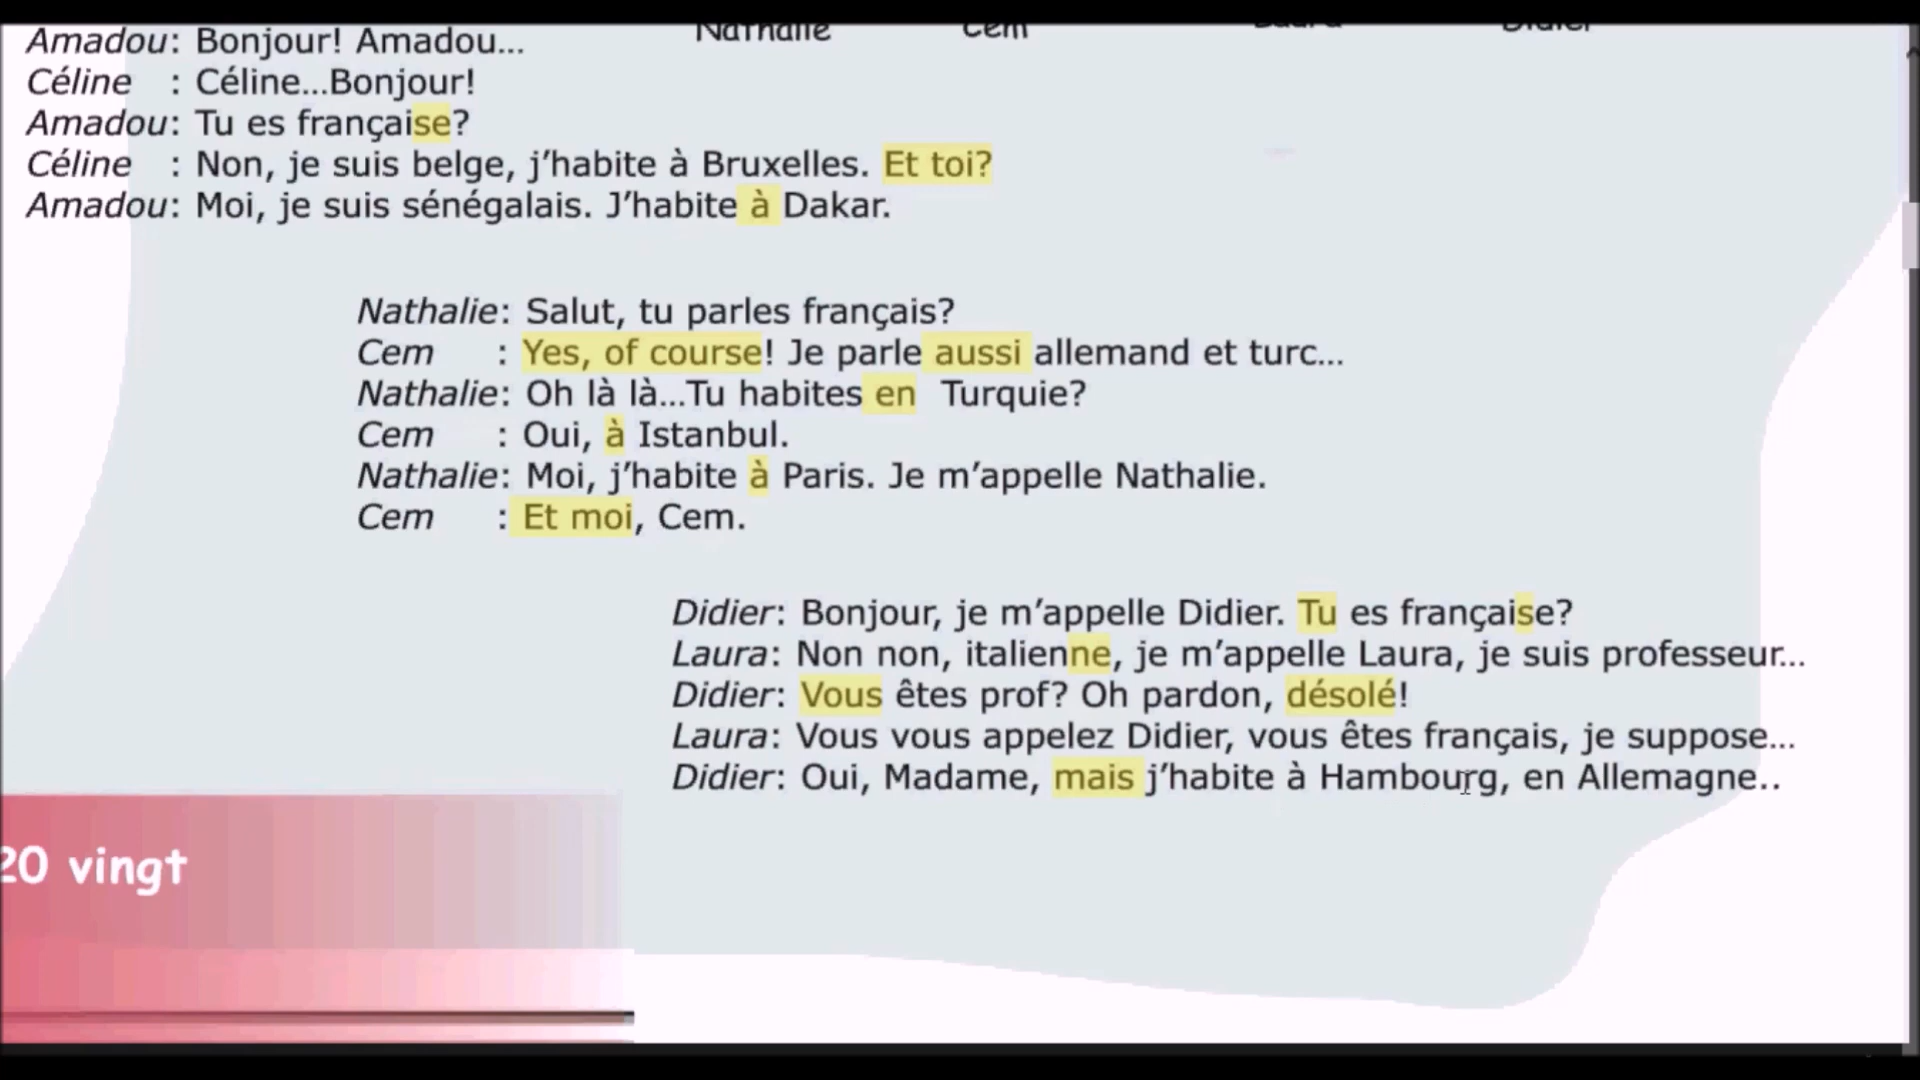 Nathalie Cem Laura Didier
Amadou: Bonjour! Amadou...
Céline : Céline...Bonjour!
Amadou: Tu es française?
Céline : Non, je suis belge, j’habite à Bruxelles. Et toi?
Amadou: Moi, je suis sénégalais. J’habite à Dakar.
Nathalie: Salut, tu parles français?
Cem : Yes, of course! Je parle aussi allemand et turc...
Nathalie: Oh là là...Tu habites en Turquie?
Cem : Oui, à Istanbul.
Nathalie: Moi, j’habite à Paris. Je m’appelle Nathalie.
Cem : Et moi, Cem.
Didier: Bonjour, je m’appelle Didier. Tu es française?
Laura: Non non, italienne, je m’appelle Laura, je suis professeur...
Didier: Vous êtes prof? Oh pardon, désolé!
Laura: Vous vous appelez Didier, vous êtes français, je suppose...
Didier: Oui, Madame, mais j’habite à Hambourg, en Allemagne..
20 vingt